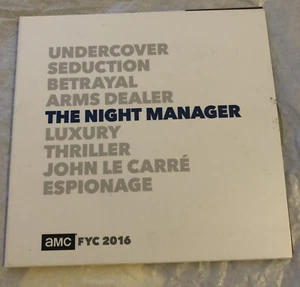 UNDERCOVER
SEDUCTION
BETRAYAL
ARMS DEALER
THE NIGHT MANAGER
LUXURY
THRILLER
JOHN LE CARRÉ
ESPIONAGE
amc FYC 2016